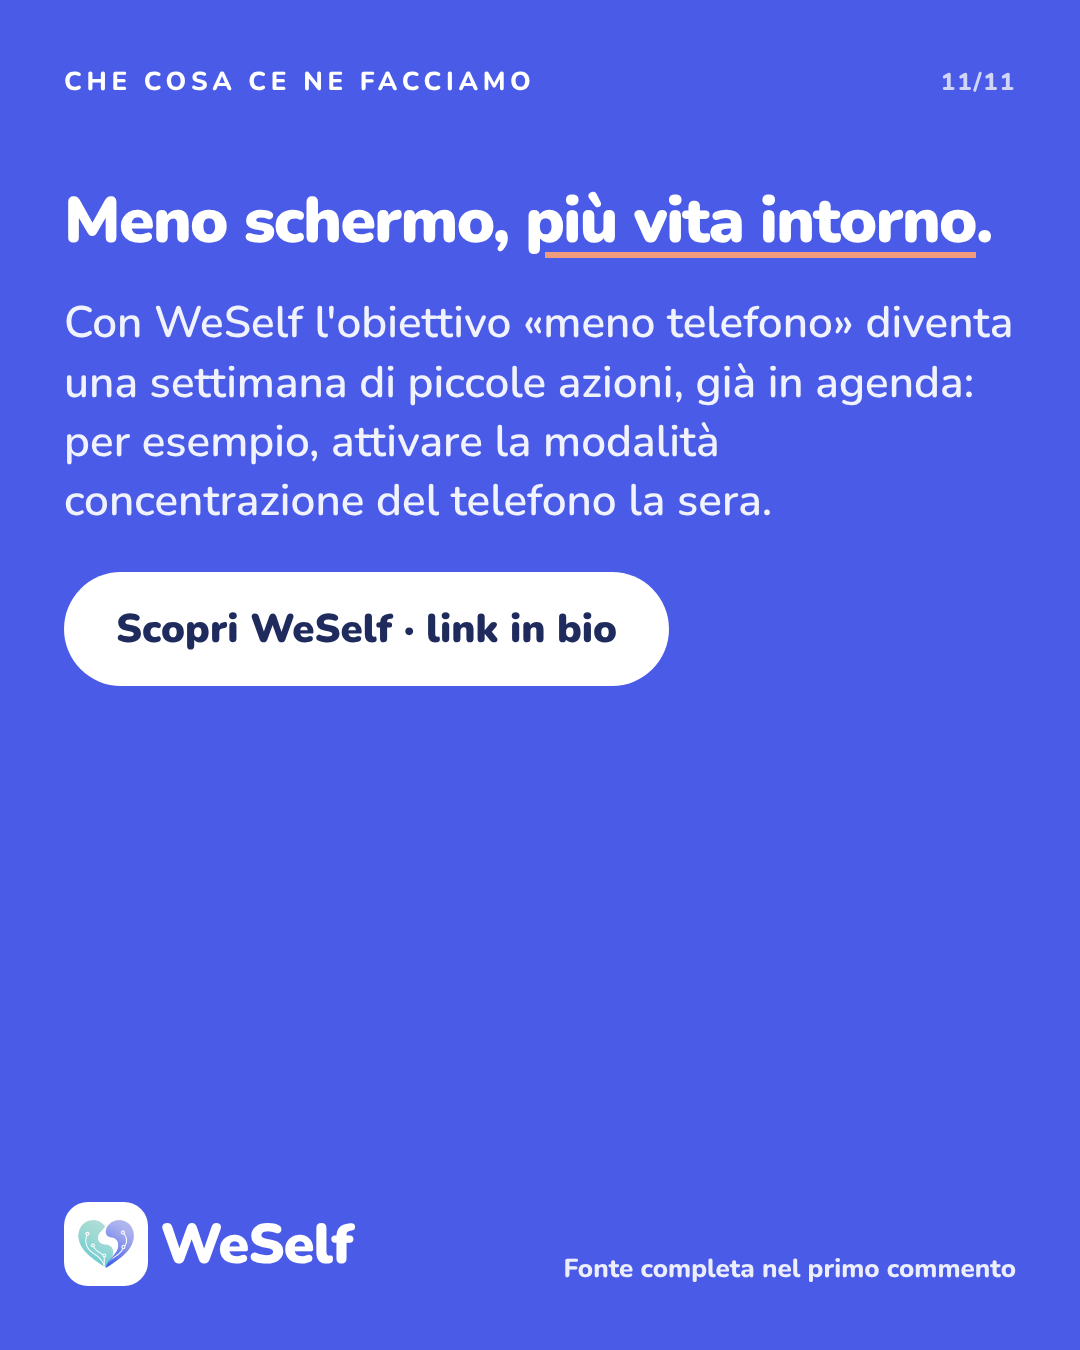 CHE COSA CE NE FACCIAMO
11/11
Meno schermo, più vita intorno.
Con WeSelf l'obiettivo «meno telefono» diventa
una settimana di piccole azioni, già in agenda:
per esempio, attivare la modalità
concentrazione del telefono la sera.
Scopri WeSelf · link in bio
WeSelf
Fonte completa nel primo commento